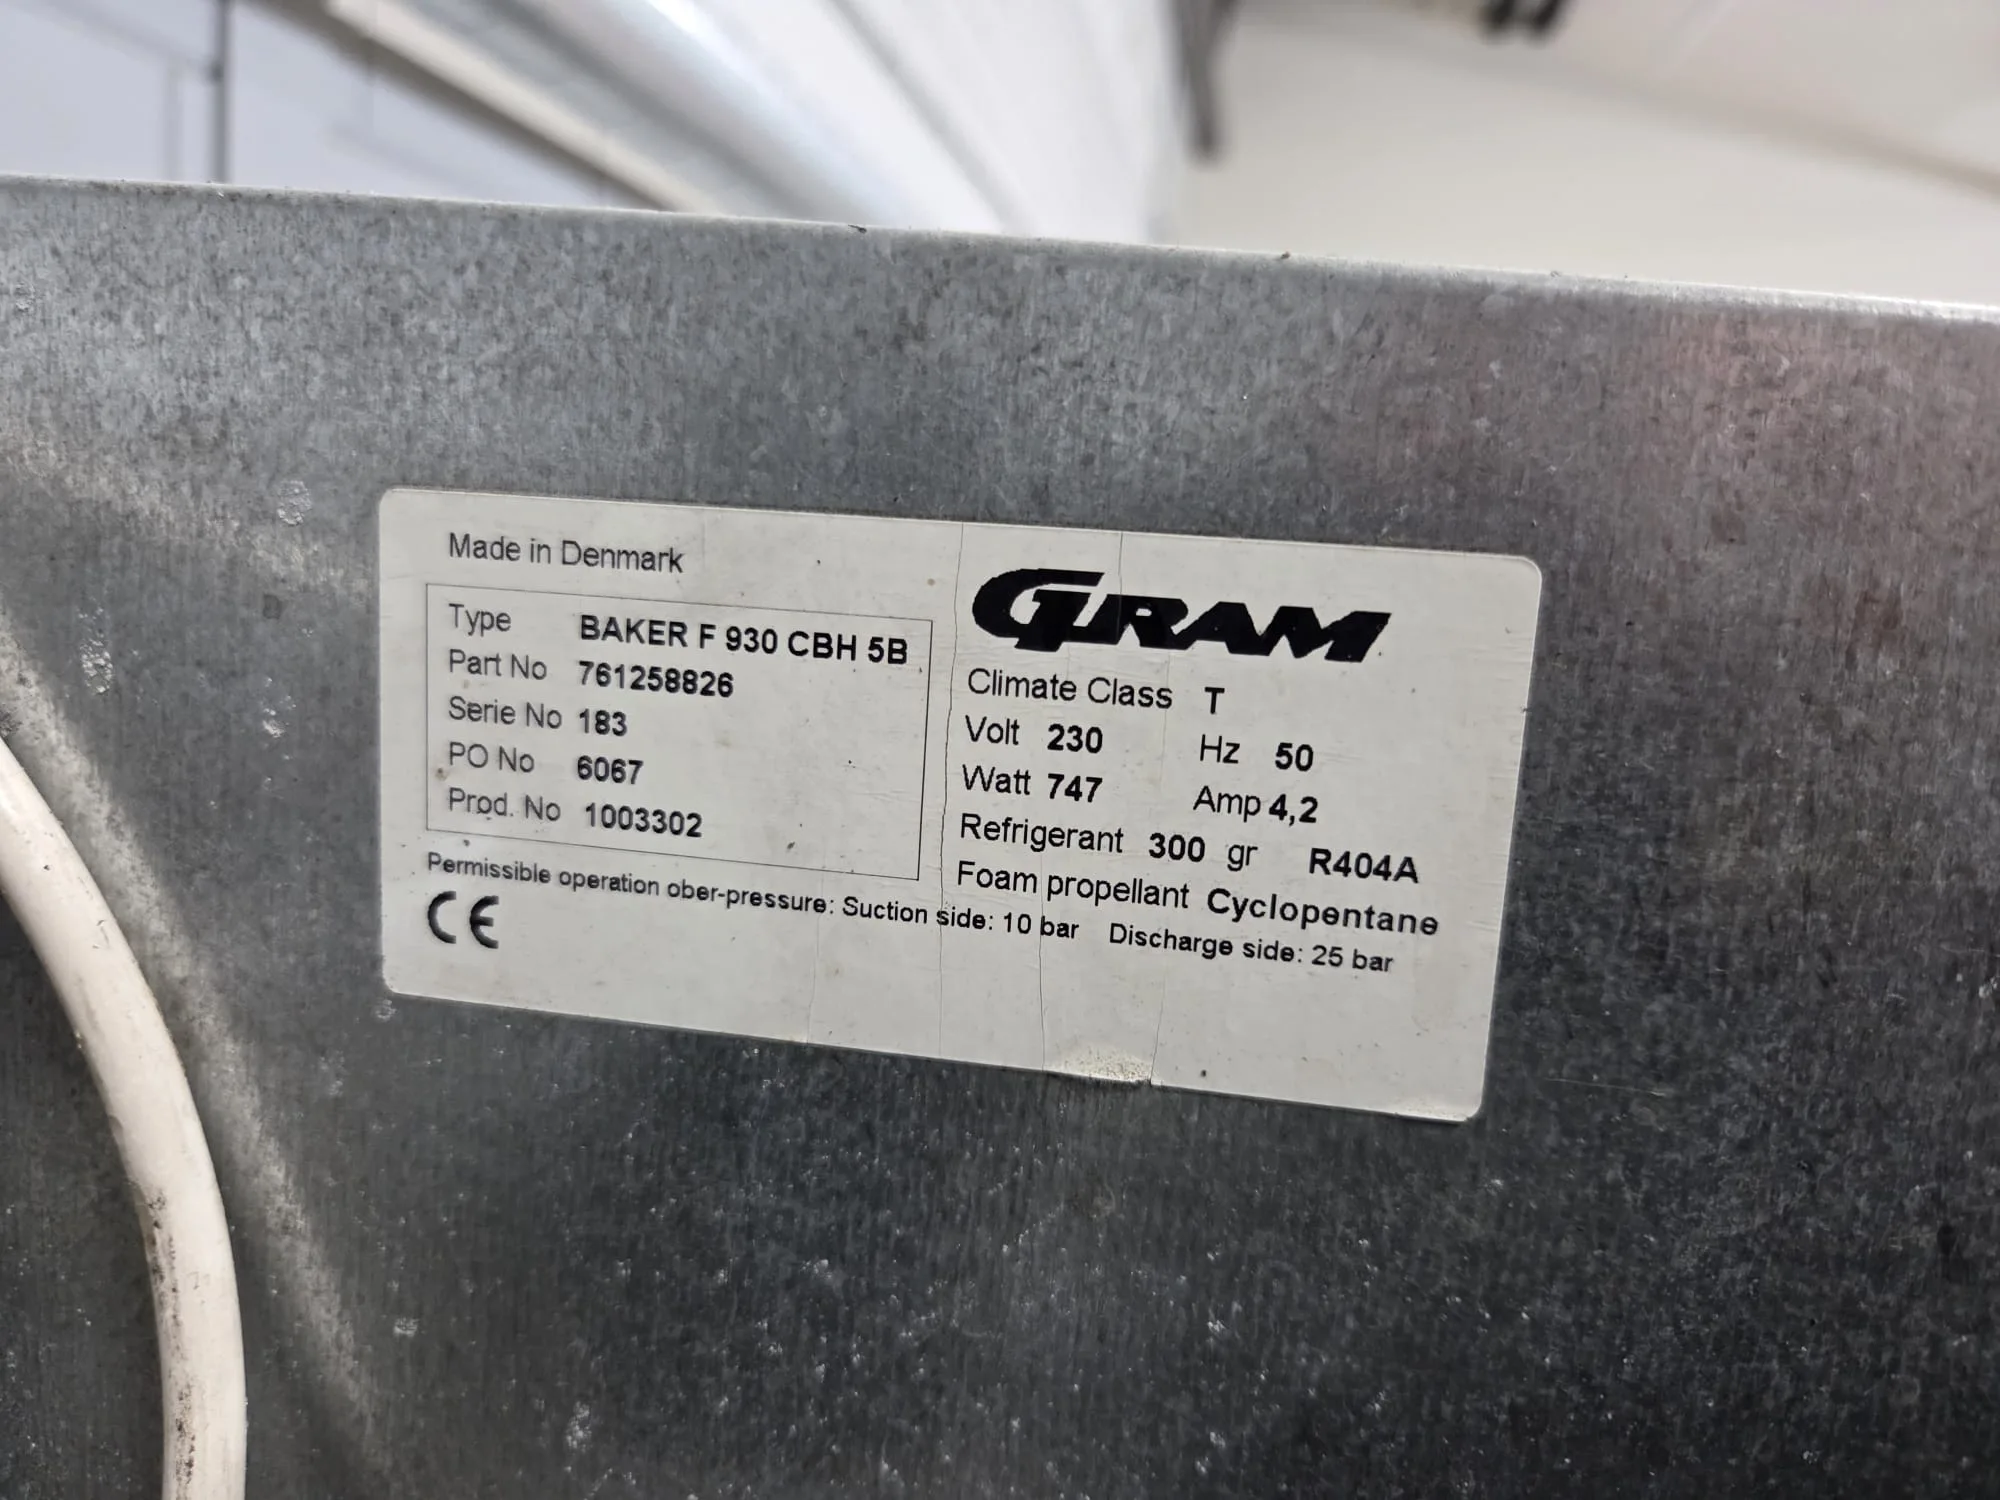 Made in Denmark
Type BAKER F 930 CBH 5B
Part No 761258826
Serie No 183
PO No 6067
Prod. No 1003302
GRAM
Climate Class T
Volt 230 Hz 50
Watt 747 Amp 4,2
Refrigerant 300 gr R404A
Foam propellant Cyclopentane
Permissible operation ober-pressure: Suction side: 10 bar Discharge side: 25 bar
CE